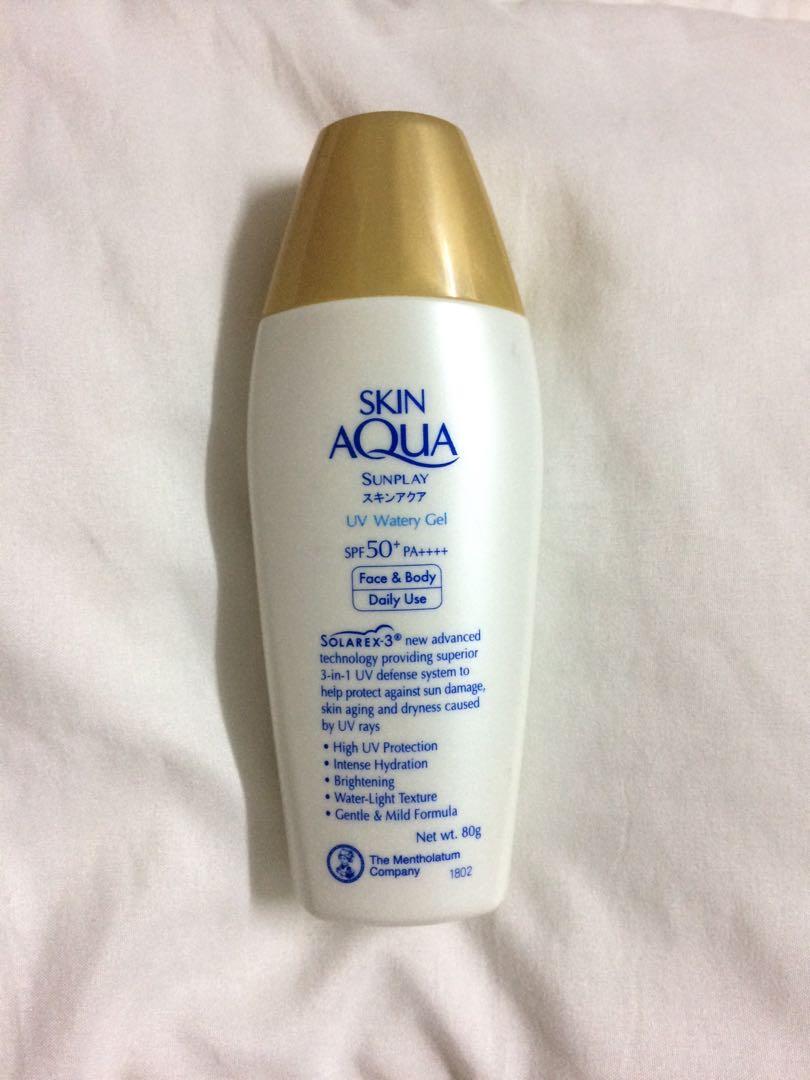 SKIN
AQUA
SUNPLAY
スキンアクア
UV Watery Gel
SPF50+ PA++++
Face & Body
Daily Use
SOLAREX-3® new advanced
technology providing superior
3-in-1 UV defense system to
help protect against sun damage,
skin aging and dryness caused
by UV rays
• High UV Protection
• Intense Hydration
• Brightening
• Water-Light Texture
• Gentle & Mild Formula
Net wt. 80g
The Mentholatum
Company
1802